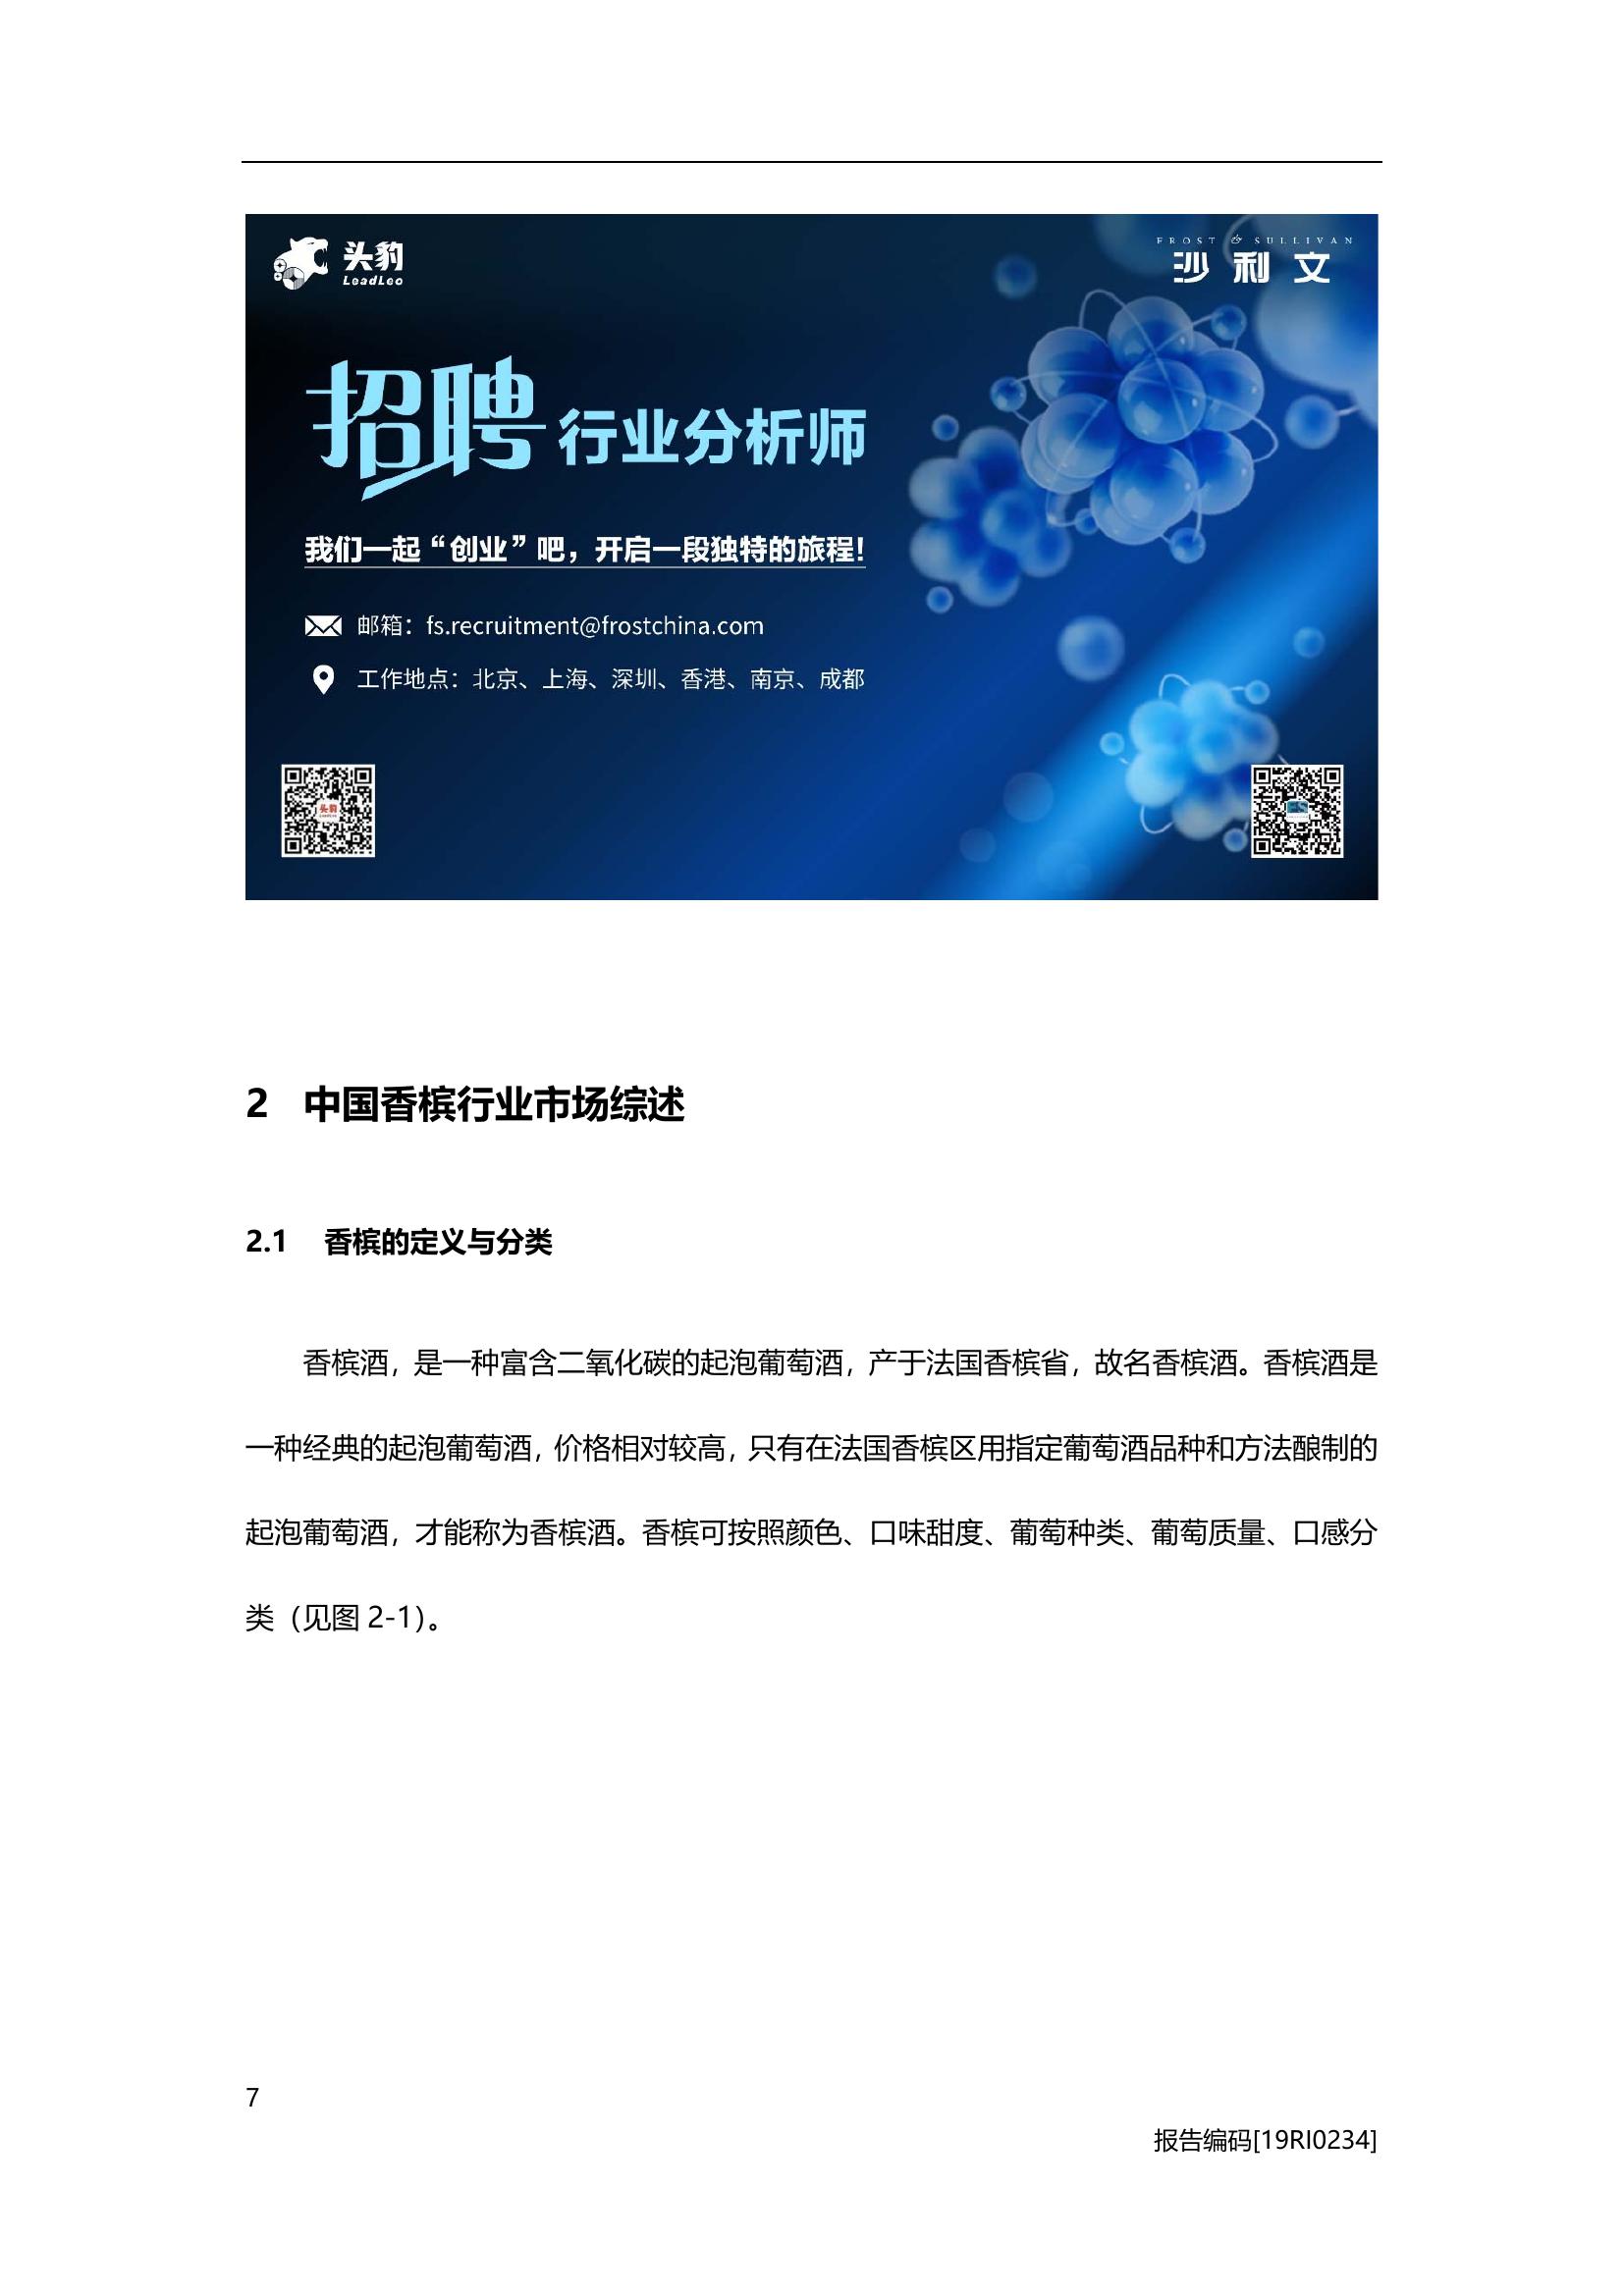 头豹
LeadLeo
FROST & SULLIVAN
沙利文
招聘 行业分析师
我们一起“创业”吧，开启一段独特的旅程！
邮箱：fs.recruitment@frostchina.com
工作地点：北京、上海、深圳、香港、南京、成都
头豹
2 中国香槟行业市场综述
2.1 香槟的定义与分类
香槟酒，是一种富含二氧化碳的起泡葡萄酒，产于法国香槟省，故名香槟酒。香槟酒是
一种经典的起泡葡萄酒，价格相对较高，只有在法国香槟区用指定葡萄酒品种和方法酿制的
起泡葡萄酒，才能称为香槟酒。香槟可按照颜色、口味甜度、葡萄种类、葡萄质量、口感分
类（见图 2-1）。
7
报告编码[19RI0234]